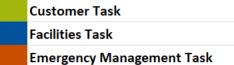 Customer Task
Facilities Task
Emergency Management Task